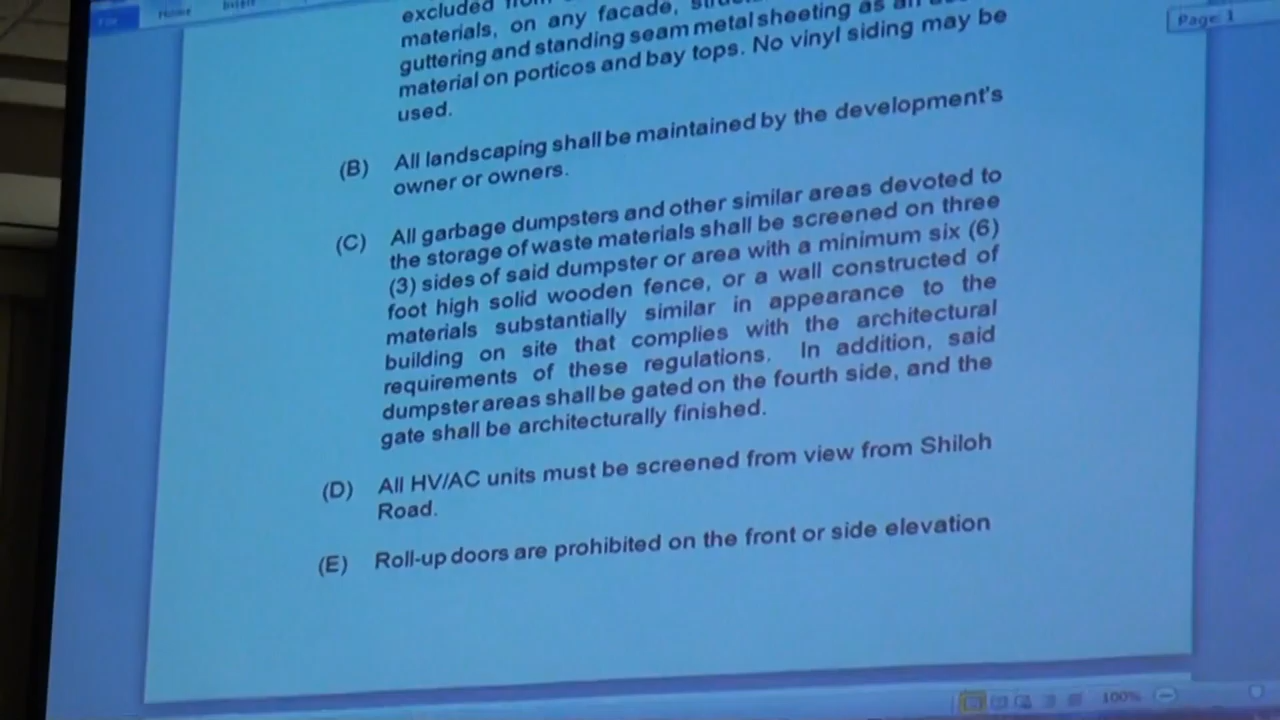 File Home Insert
Page 1
excluded from
materials, on any facade,
guttering and standing seam metal sheeting as an
material on porticos and bay tops. No vinyl siding may be
used.
(B) All landscaping shall be maintained by the development's
owner or owners.
(C) All garbage dumpsters and other similar areas devoted to
the storage of waste materials shall be screened on three
(3) sides of said dumpster or area with a minimum six (6)
foot high solid wooden fence, or a wall constructed of
materials substantially similar in appearance to the
building on site that complies with the architectural
requirements of these regulations. In addition, said
dumpster areas shall be gated on the fourth side, and the
gate shall be architecturally finished.
(D) All HV/AC units must be screened from view from Shiloh
Road.
(E) Roll-up doors are prohibited on the front or side elevation
100%